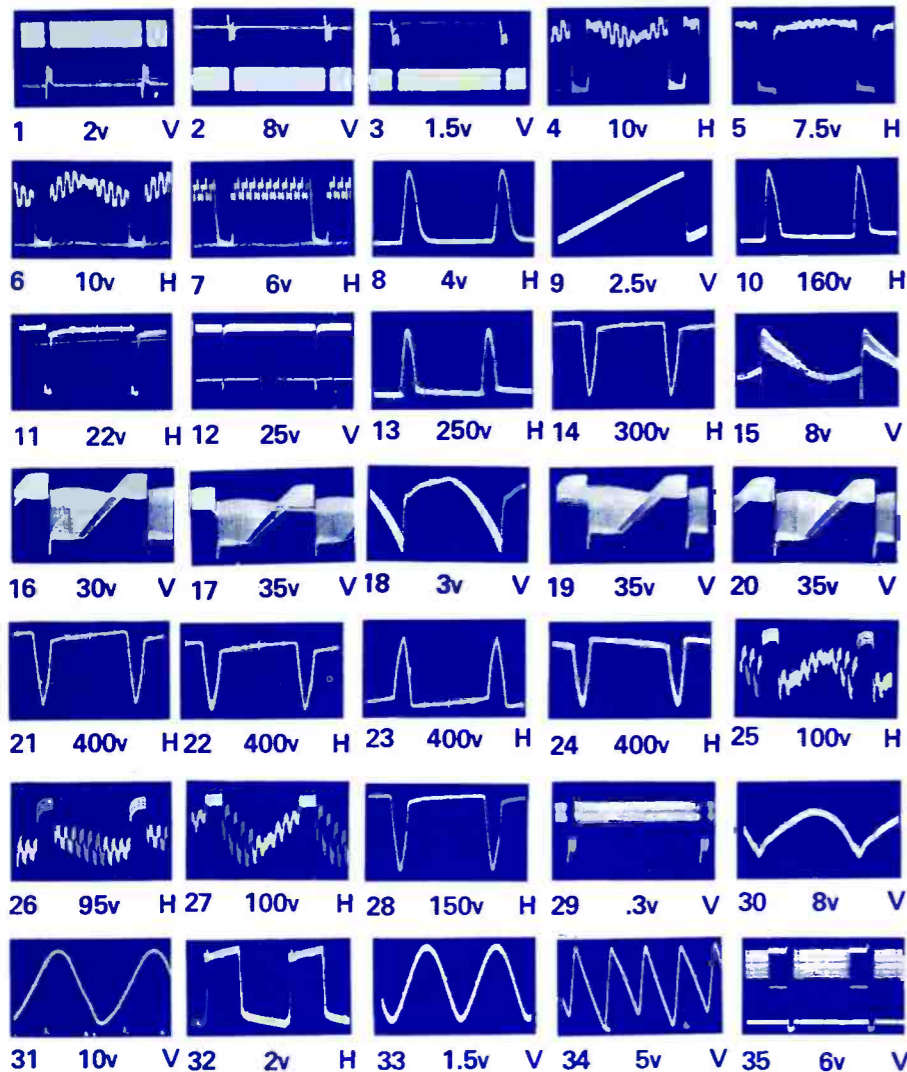 1 2v V 2 8v V 3 1.5v V 4 10v H 5 7.5v H
6 10v H 7 6v H 8 4v H 9 2.5v V 10 160v H
11 22v H 12 25v V 13 250v H 14 300v H 15 8v V
16 30v V 17 35v V 18 3v V 19 35v V 20 35v V
21 400v H 22 400v H 23 400v H 24 400v H 25 100v H
26 95v H 27 100v H 28 150v H 29 .3v V 30 8v V
31 10v V 32 2v H 33 1.5v V 34 5v V 35 6v V